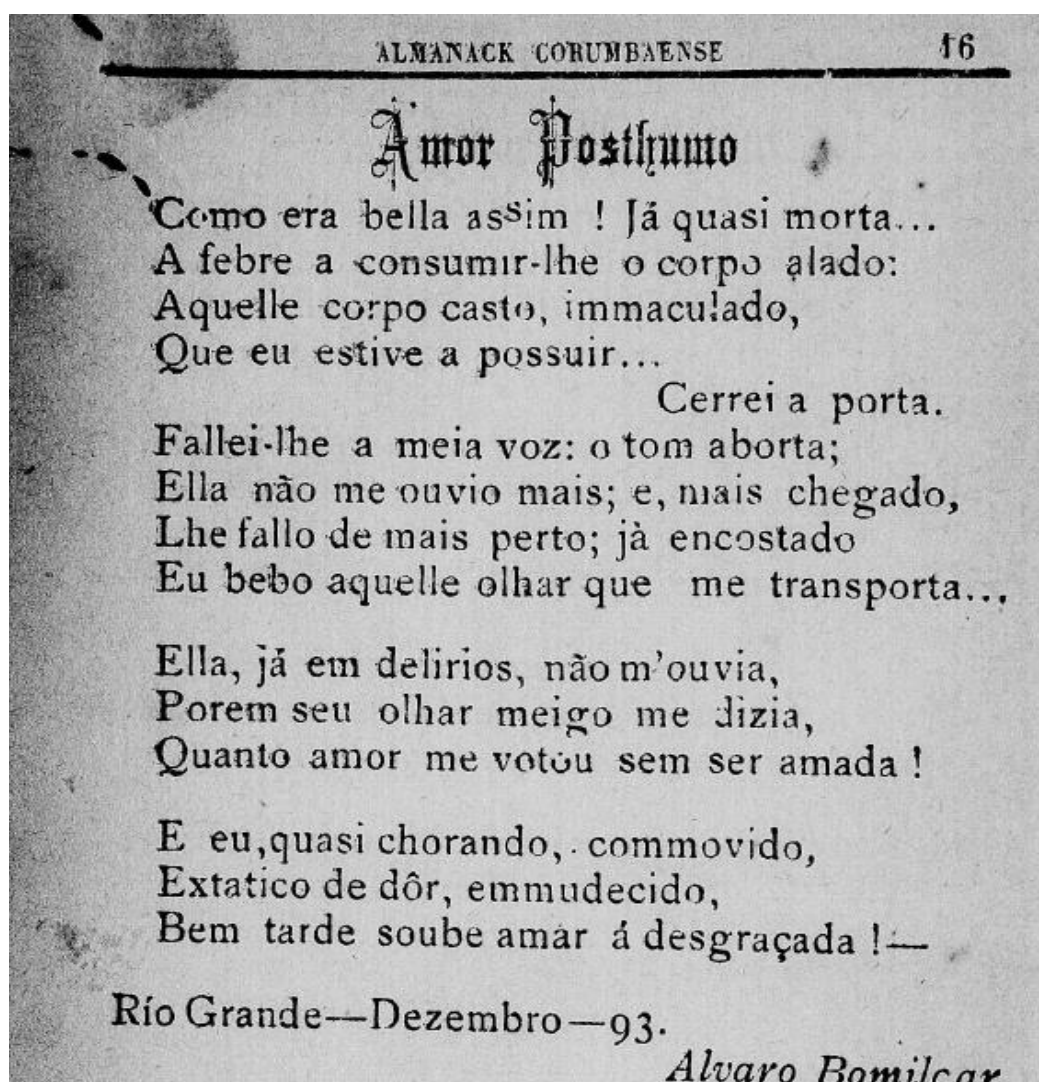 ALMANACK CORUMBAENSE 16
Amor Posthumo
Como era bella assim ! Já quasi morta...
A febre a consumir-lhe o corpo alado:
Aquelle corpo casto, immaculado,
Que eu estive a possuir...
Cerrei a porta.
Fallei-lhe a meia voz: o tom aborta;
Ella não me ouvio mais; e, mais chegado,
Lhe fallo de mais perto; jà encostado
Eu bebo aquelle olhar que me transporta...
Ella, já em delirios, não m'ouvia,
Porem seu olhar meigo me dizia,
Quanto amor me votou sem ser amada !
E eu,quasi chorando, commovido,
Extatico de dôr, emmudecido,
Bem tarde soube amar á desgraçada !—
Río Grande—Dezembro—93.
Alvaro Bomilcar